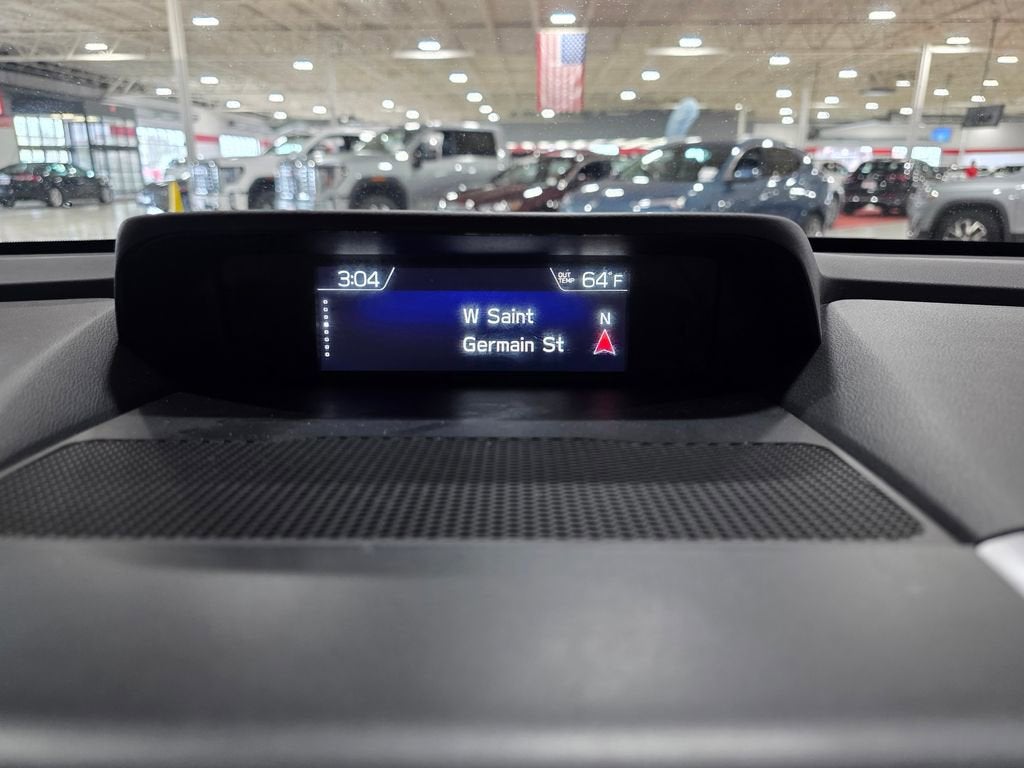 3:04
OUT TEMP 64°F
W Saint
N
Germain St